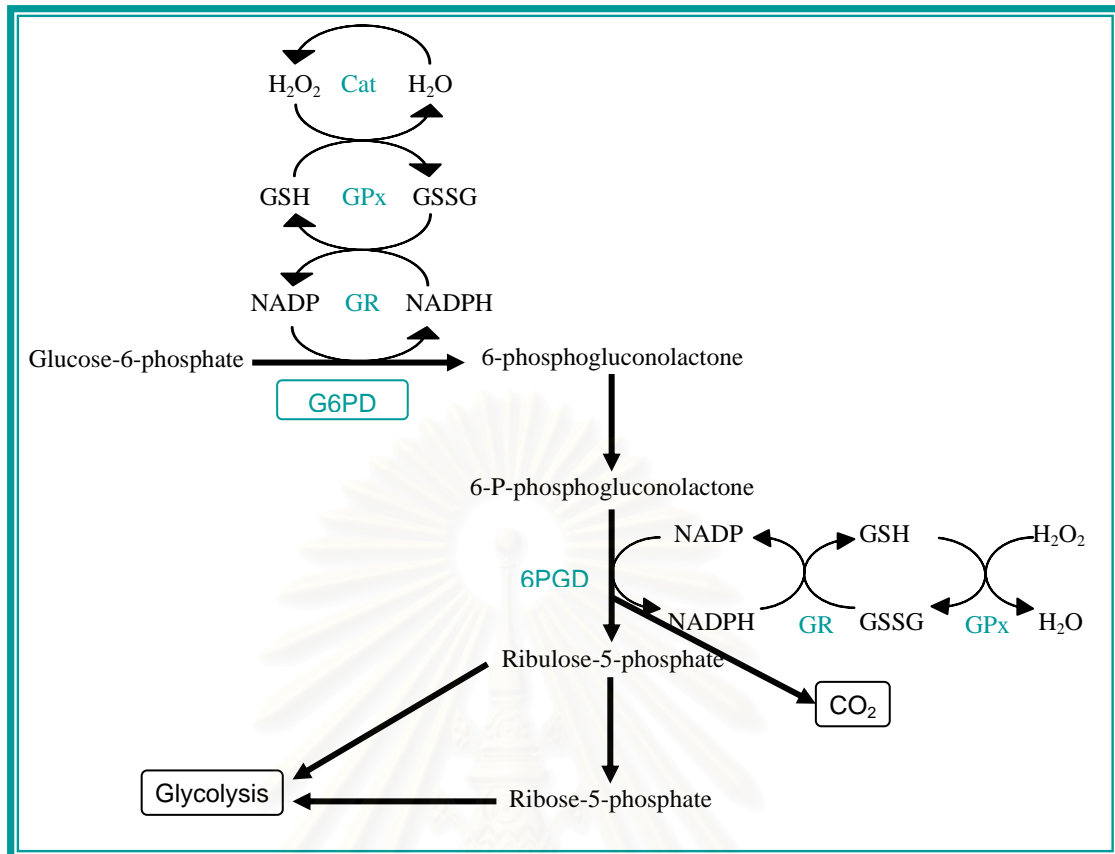 H₂O₂ Cat H₂O
GSH GPx GSSG
NADP GR NADPH
Glucose-6-phosphate 6-phosphogluconolactone
G6PD
6-P-phosphogluconolactone
NADP GSH H₂O₂
6PGD
NADPH GR GSSG GPx H₂O
Ribulose-5-phosphate
CO₂
Glycolysis Ribose-5-phosphate